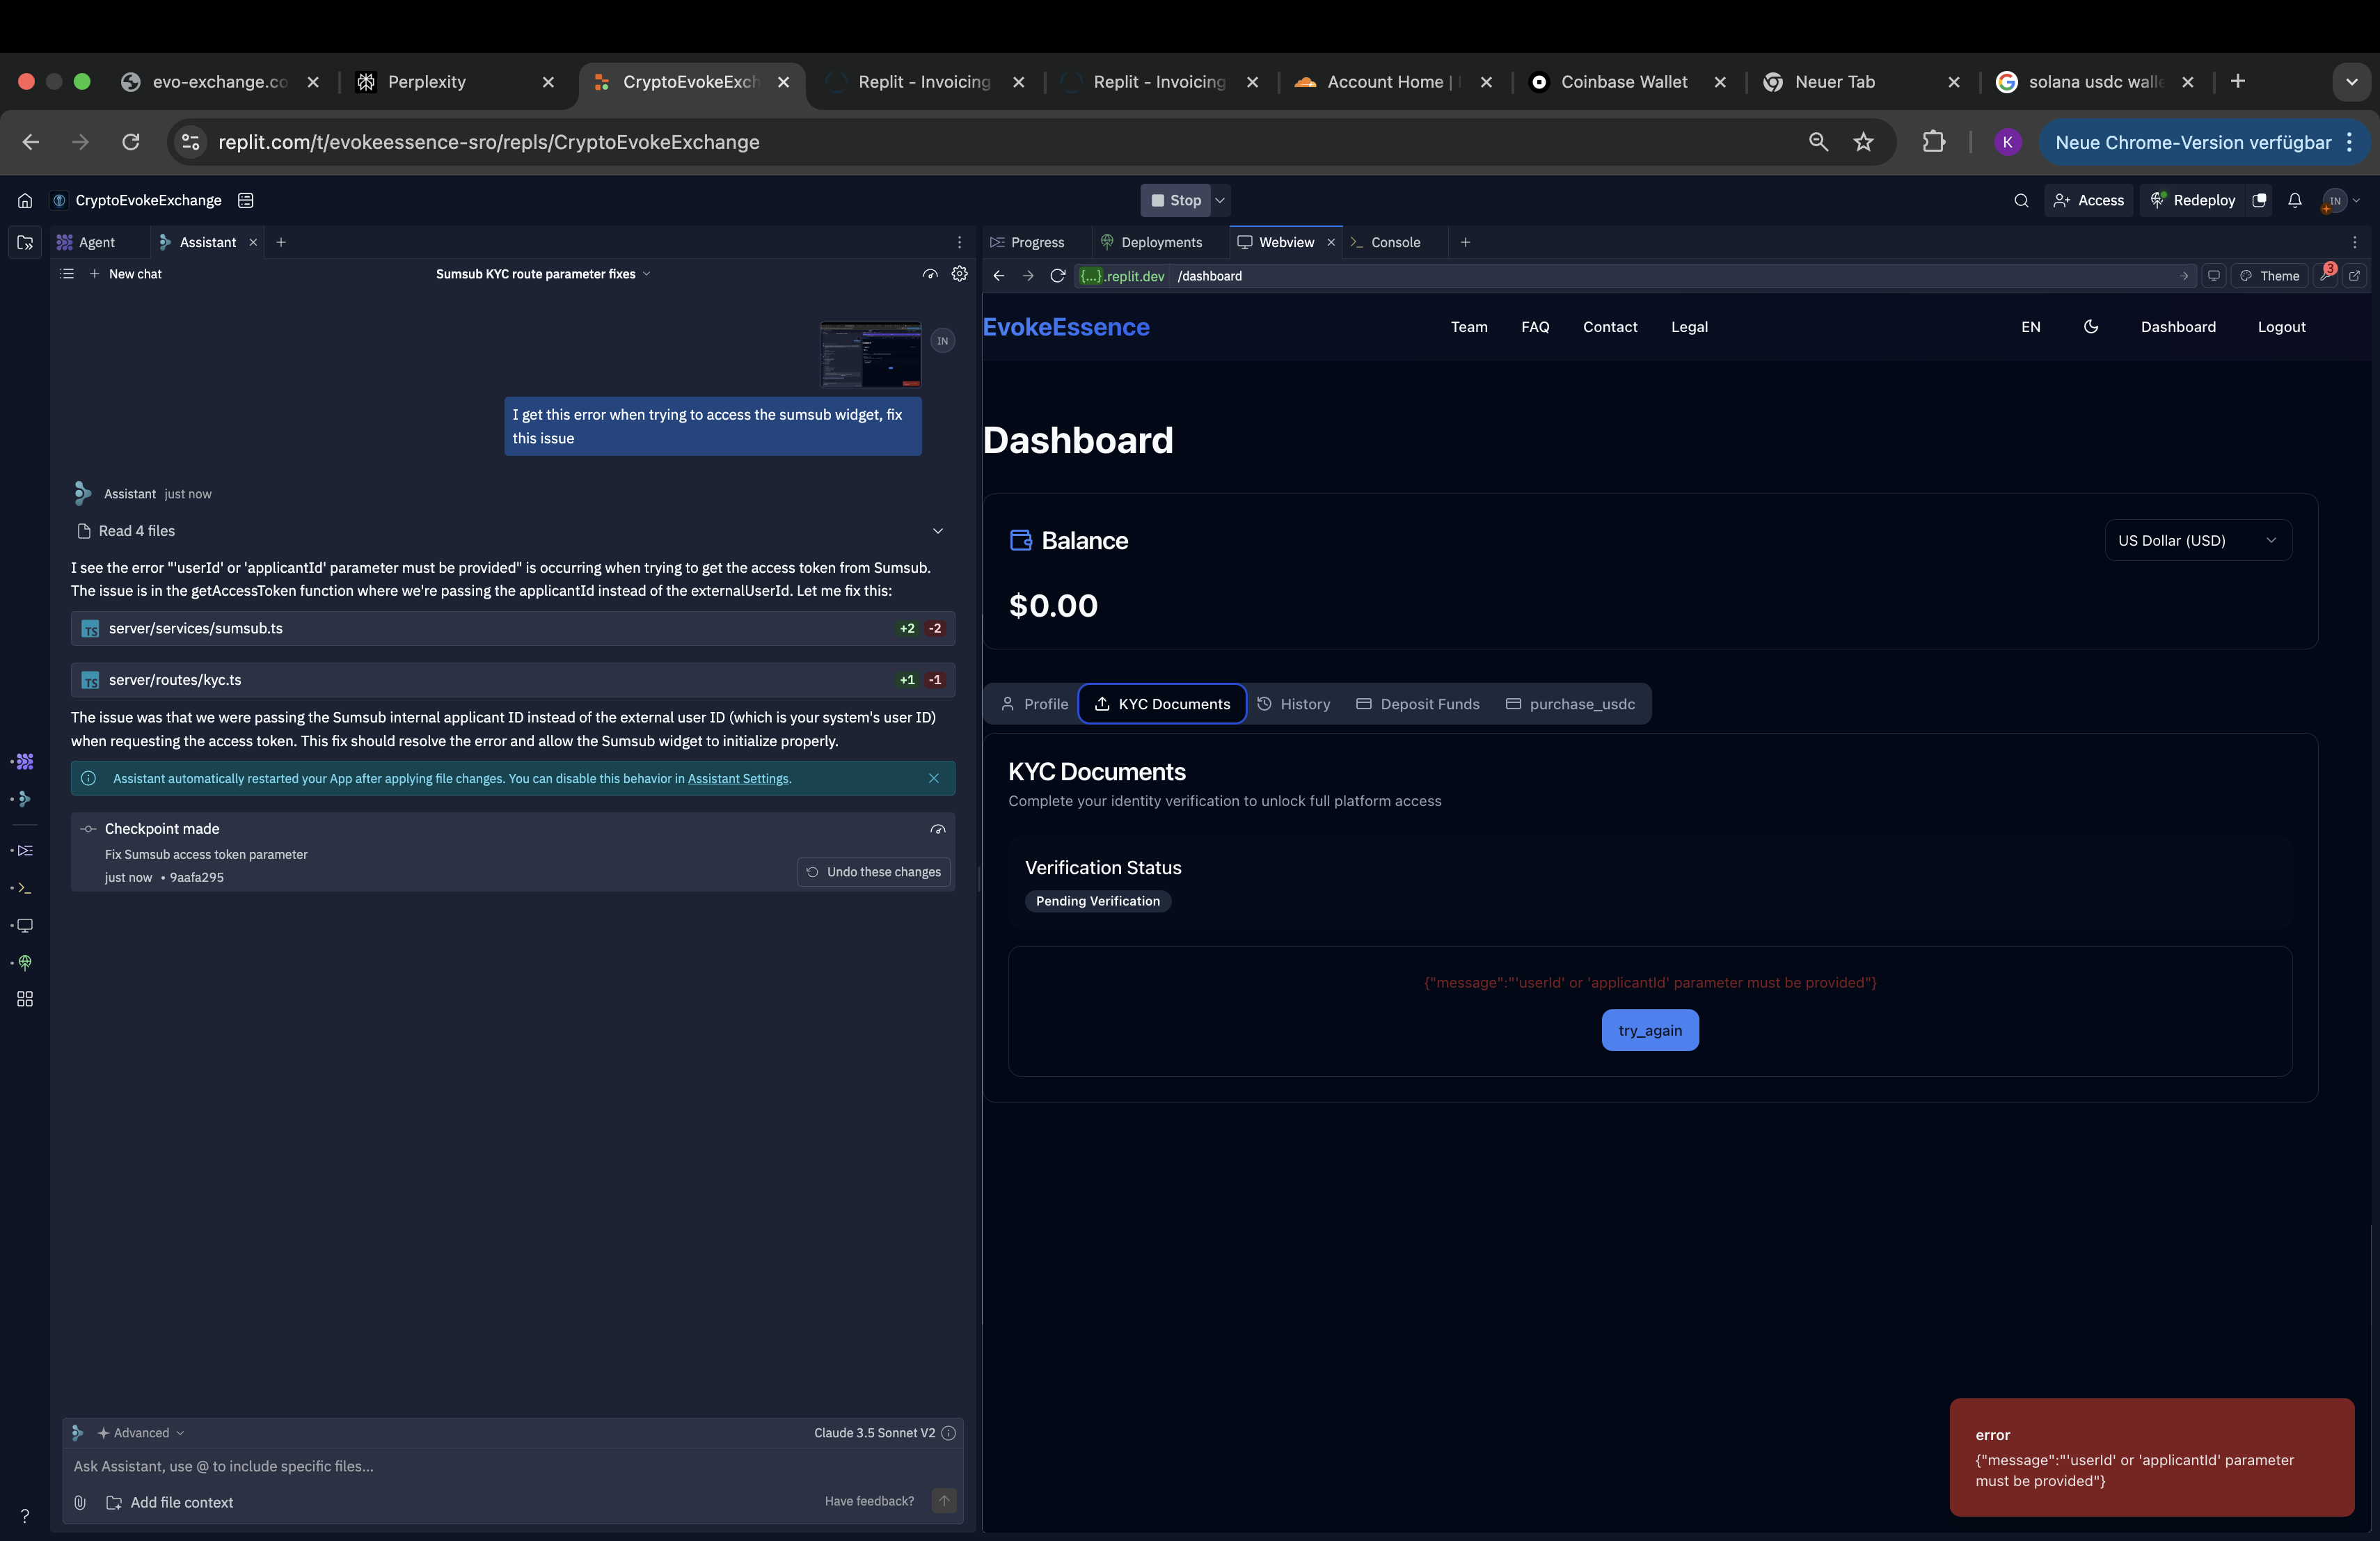 evo-exchange.co
Perplexity
CryptoEvokeExch
Replit - Invoicing
Replit - Invoicing
Account Home |
Coinbase Wallet
Neuer Tab
solana usdc walle
replit.com/t/evokeessence-sro/repls/CryptoEvokeExchange
K
Neue Chrome-Version verfügbar
CryptoEvokeExchange
Stop
Access
Redeploy
IN
Agent
Assistant
New chat
Sumsub KYC route parameter fixes
IN
I get this error when trying to access the sumsub widget, fix
this issue
Assistant just now
Read 4 files
I see the error "'userId' or 'applicantId' parameter must be provided" is occurring when trying to get the access token from Sumsub.
The issue is in the getAccessToken function where we're passing the applicantId instead of the externalUserId. Let me fix this:
TS server/services/sumsub.ts +2 -2
TS server/routes/kyc.ts +1 -1
The issue was that we were passing the Sumsub internal applicant ID instead of the external user ID (which is your system's user ID)
when requesting the access token. This fix should resolve the error and allow the Sumsub widget to initialize properly.
Assistant automatically restarted your App after applying file changes. You can disable this behavior in Assistant Settings.
Checkpoint made
Fix Sumsub access token parameter
just now • 9aafa295
Undo these changes
Advanced
Claude 3.5 Sonnet V2
Ask Assistant, use @ to include specific files...
Add file context
Have feedback?
?
Progress
Deployments
Webview
Console
{...}.replit.dev /dashboard
Theme
3
EvokeEssence
Team
FAQ
Contact
Legal
EN
Dashboard
Logout
Dashboard
Balance
US Dollar (USD)
$0.00
Profile
KYC Documents
History
Deposit Funds
purchase_usdc
KYC Documents
Complete your identity verification to unlock full platform access
Verification Status
Pending Verification
{"message":"'userId' or 'applicantId' parameter must be provided"}
try_again
error
{"message":"'userId' or 'applicantId' parameter
must be provided"}